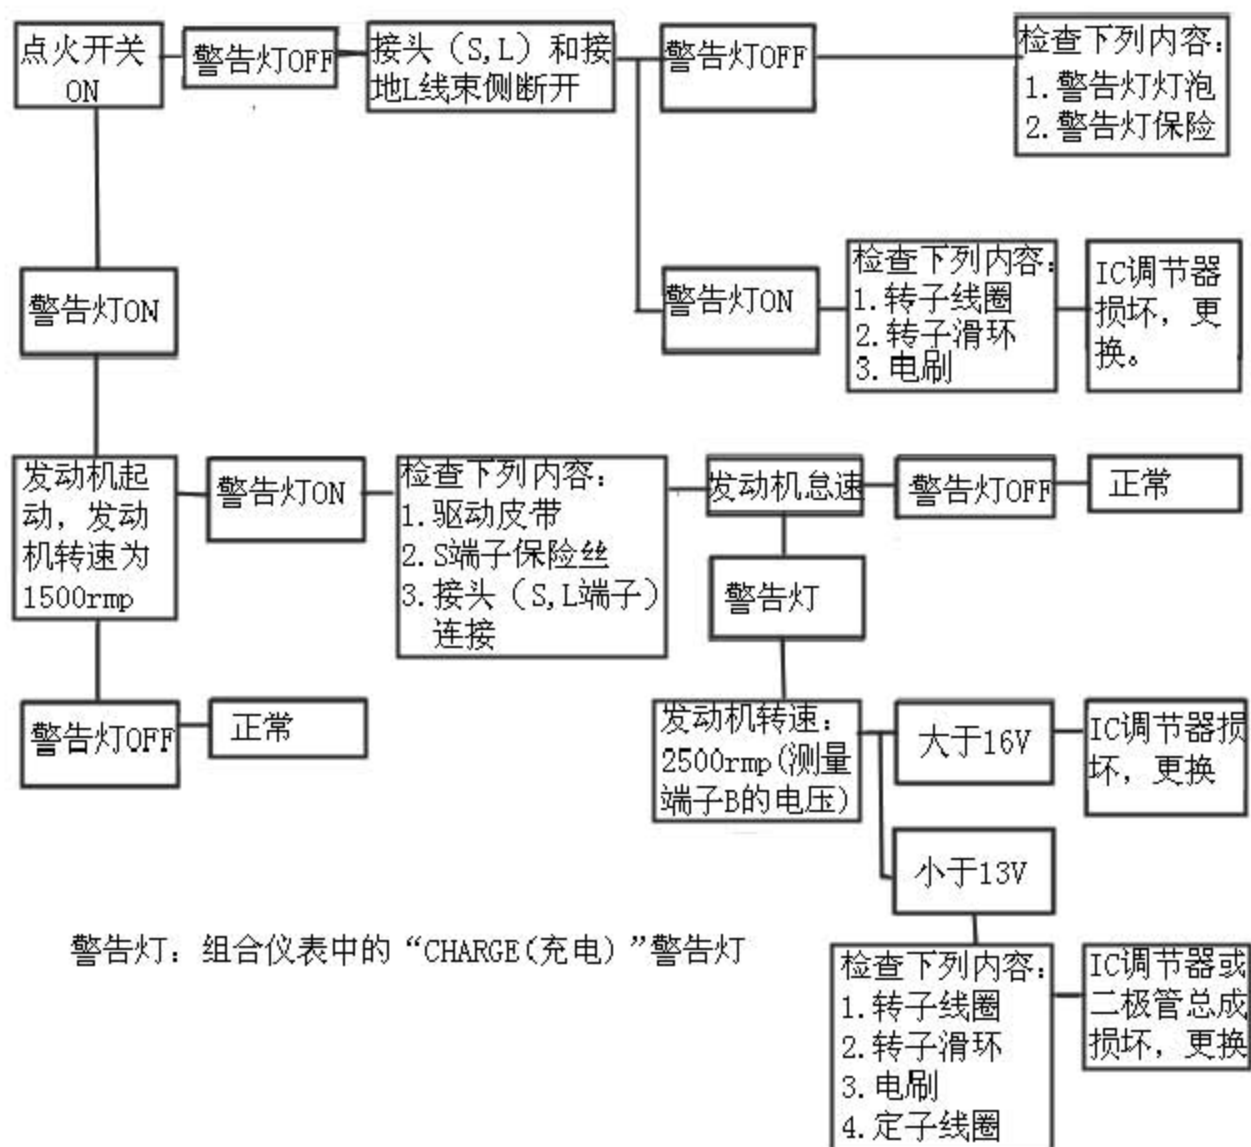 点火开关
ON
警告灯OFF
接头（S,L）和接
地L线束侧断开
警告灯OFF
检查下列内容：
1.警告灯灯泡
2.警告灯保险
警告灯ON
警告灯ON
检查下列内容：
1.转子线圈
2.转子滑环
3.电刷
IC调节器
损坏，更
换。
发动机起
动，发动
机转速为
1500rmp
警告灯ON
检查下列内容：
1.驱动皮带
2.S端子保险丝
3.接头（S,L端子）
连接
发动机怠速
警告灯OFF
正常
警告灯
警告灯OFF
正常
发动机转速：
2500rmp(测量
端子B的电压)
大于16V
IC调节器损
坏，更换
小于13V
警告灯：组合仪表中的“CHARGE(充电)”警告灯
检查下列内容：
1.转子线圈
2.转子滑环
3.电刷
4.定子线圈
IC调节器或
二极管总成
损坏，更换